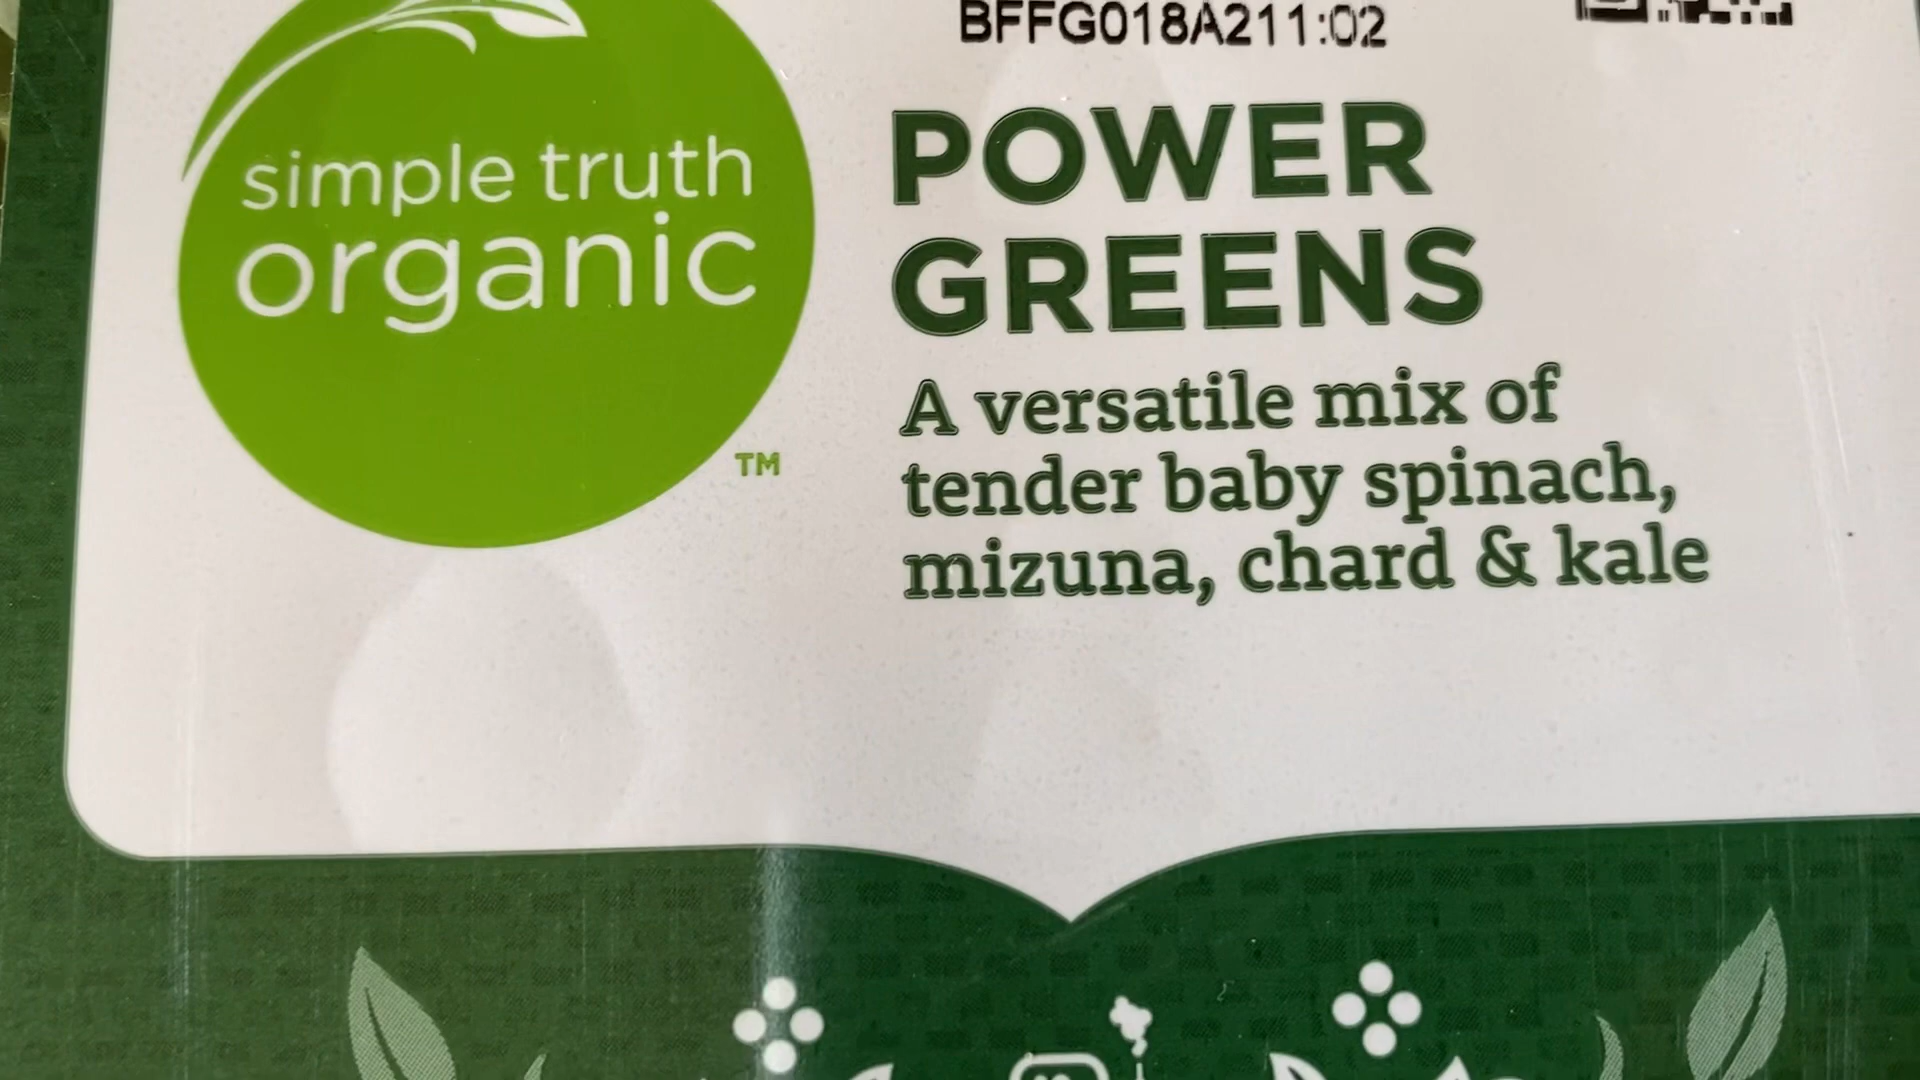 BFFG018A211:02
simple truth
organic
TM
POWER
GREENS
A versatile mix of
tender baby spinach,
mizuna, chard & kale